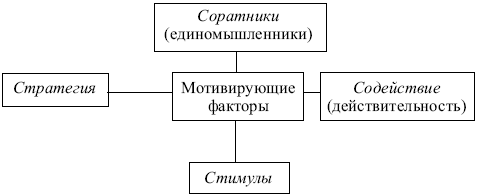 Соратники
(единомышленники)
Стратегия
Мотивирующие
факторы
Содействие
(действительность)
Стимулы